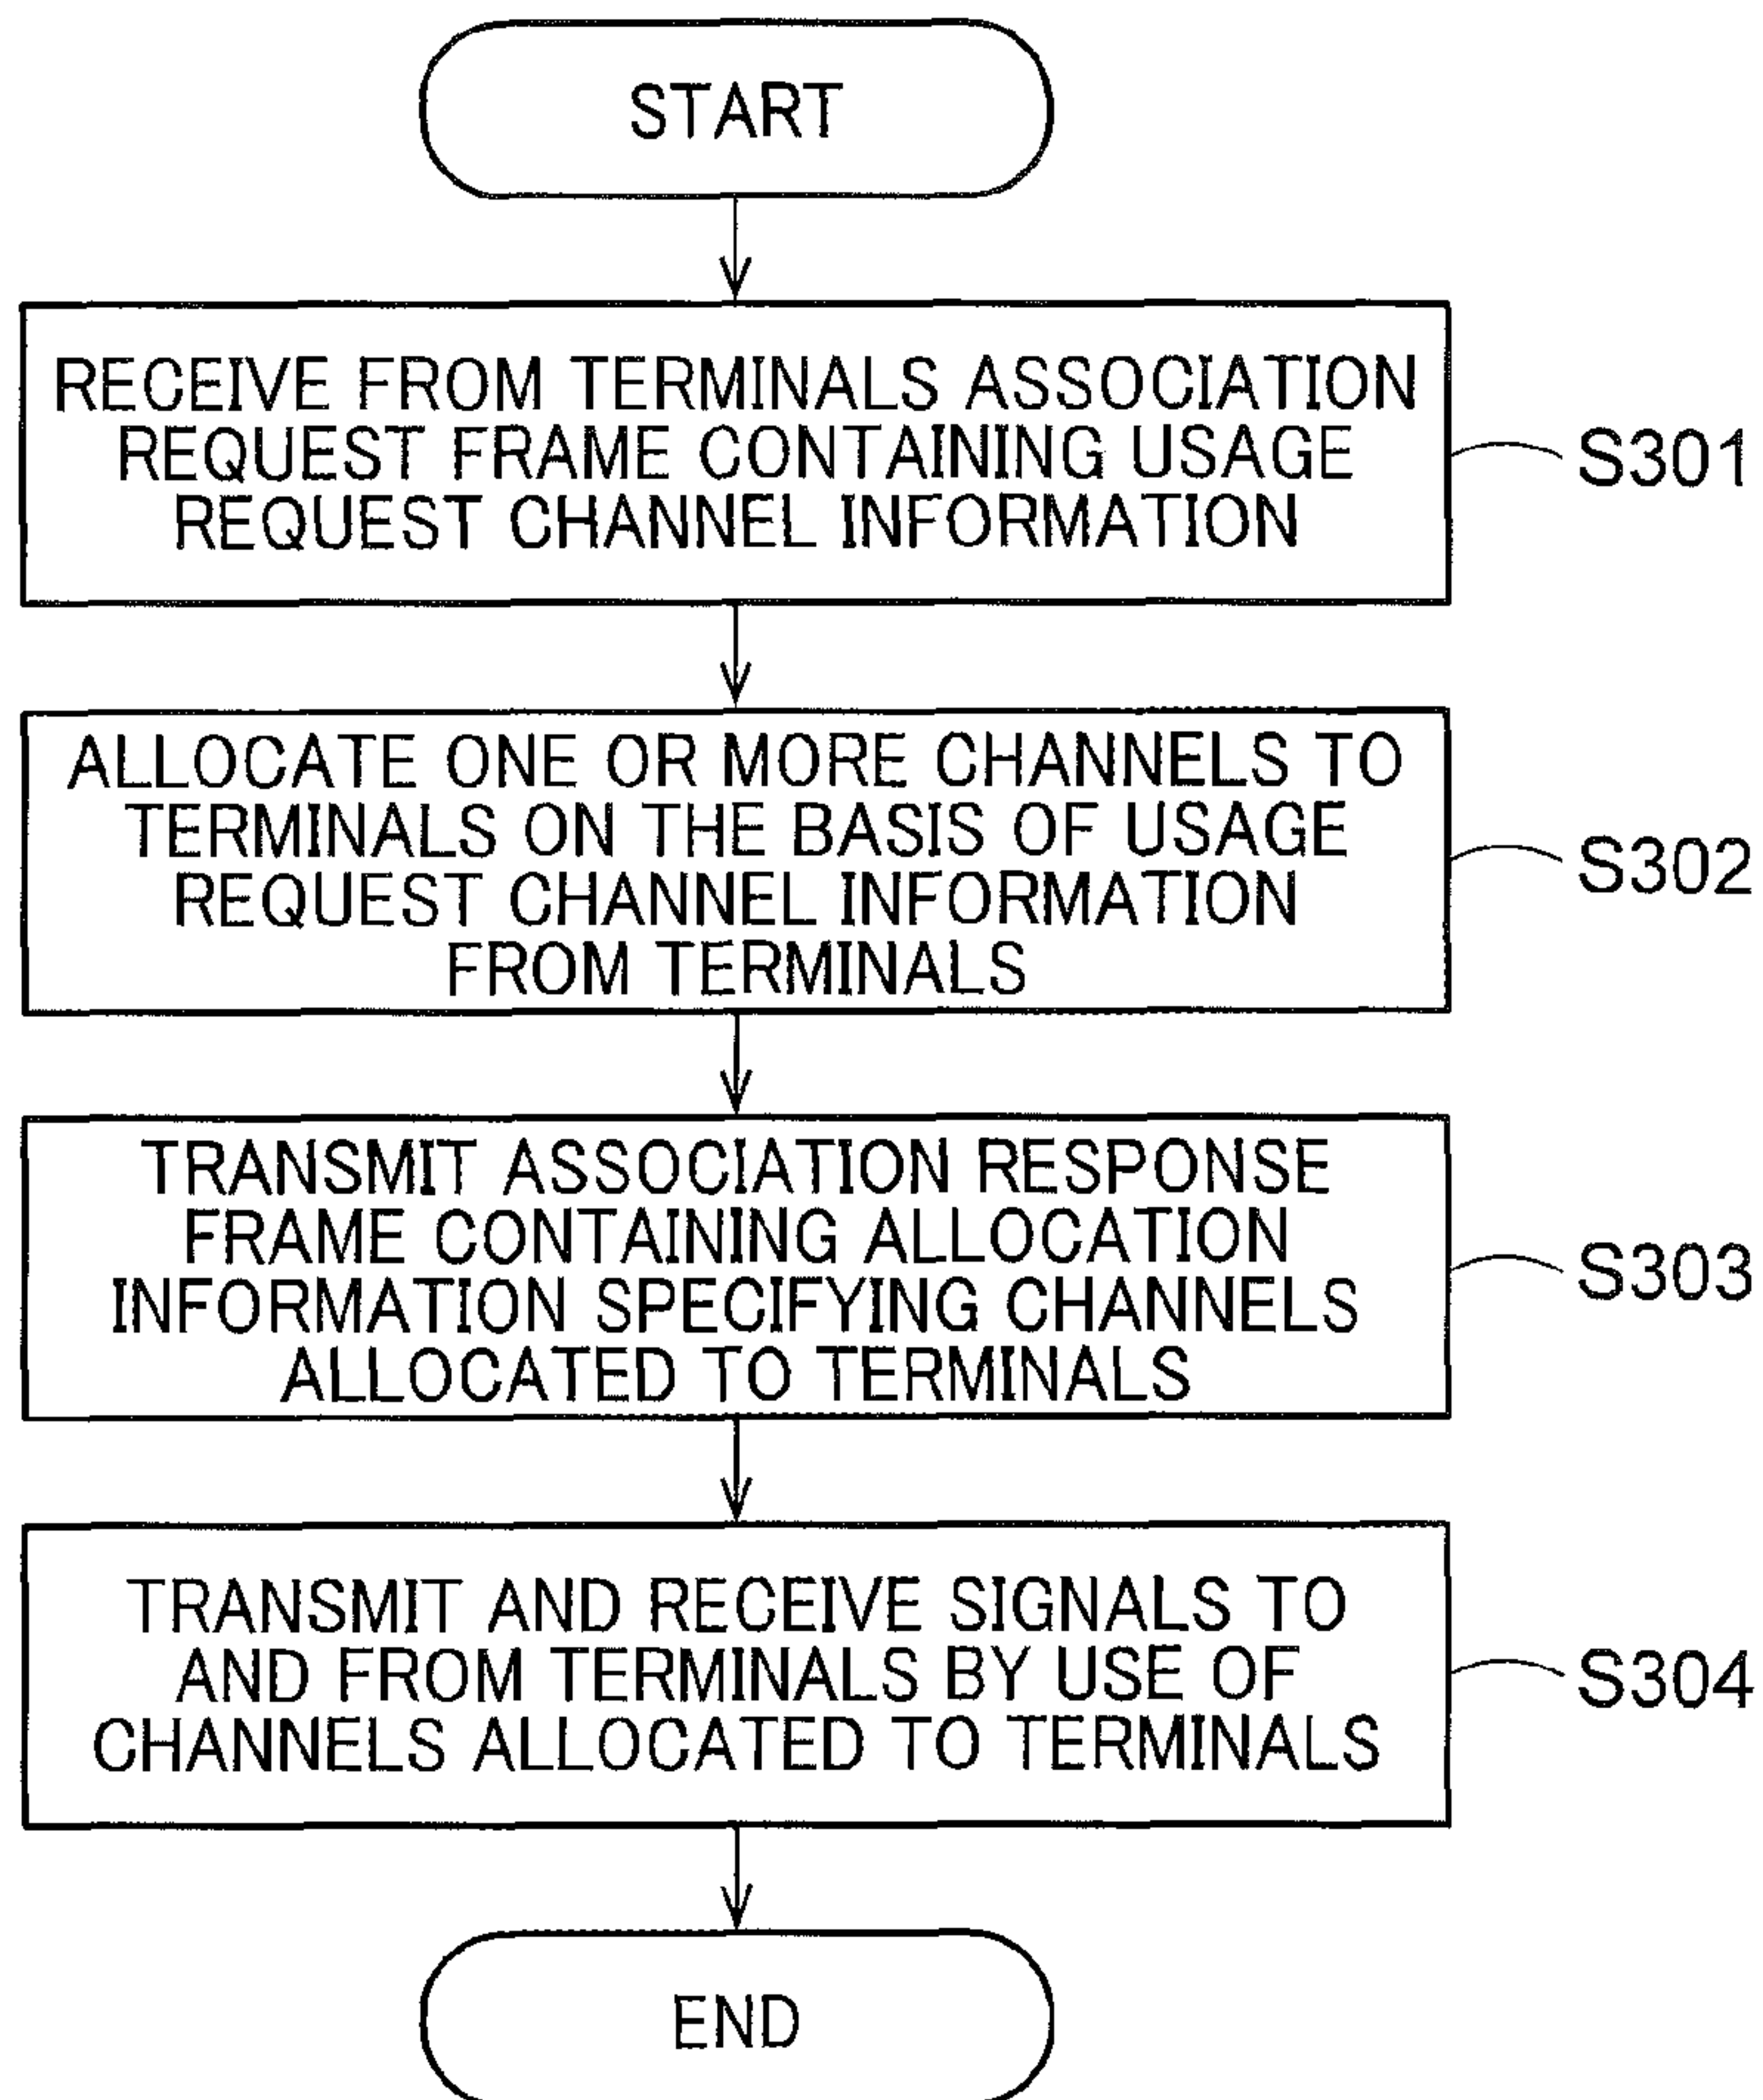 START
RECEIVE FROM TERMINALS ASSOCIATION
REQUEST FRAME CONTAINING USAGE
REQUEST CHANNEL INFORMATION
S301
ALLOCATE ONE OR MORE CHANNELS TO
TERMINALS ON THE BASIS OF USAGE
REQUEST CHANNEL INFORMATION
FROM TERMINALS
S302
TRANSMIT ASSOCIATION RESPONSE
FRAME CONTAINING ALLOCATION
INFORMATION SPECIFYING CHANNELS
ALLOCATED TO TERMINALS
S303
TRANSMIT AND RECEIVE SIGNALS TO
AND FROM TERMINALS BY USE OF
CHANNELS ALLOCATED TO TERMINALS
S304
END